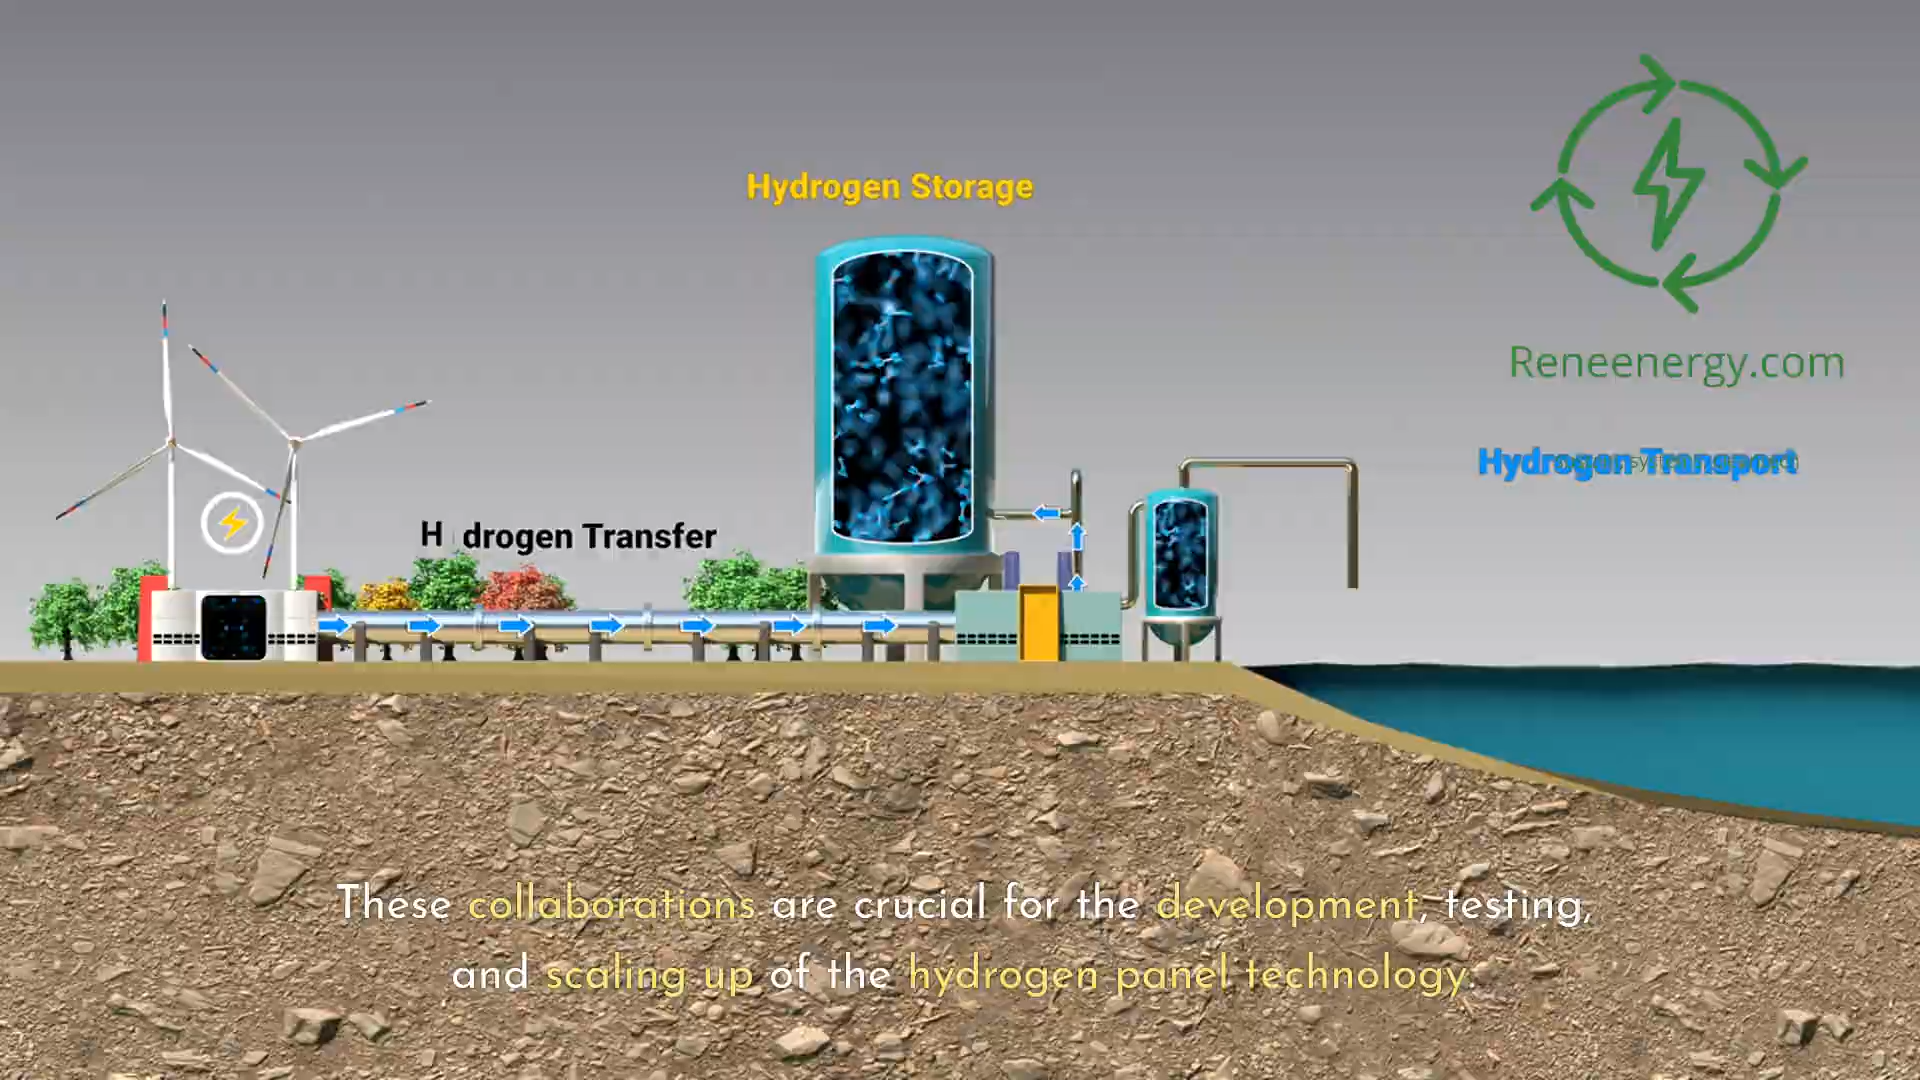 Hydrogen Storage
Reneenergy.com
Hydrogen Transport
H drogen Transfer
These collaborations are crucial for the development, testing,
and scaling up of the hydrogen panel technology.